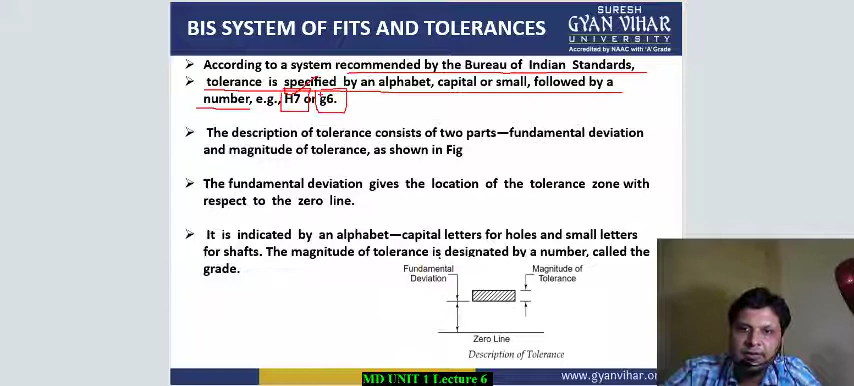 BIS SYSTEM OF FITS AND TOLERANCES
SURESH
GYAN VIHAR
UNIVERSITY
Accredited by NAAC with 'A' Grade
According to a system recommended by the Bureau of Indian Standards,
tolerance is specified by an alphabet, capital or small, followed by a
number, e.g., H7 or g6.
The description of tolerance consists of two parts—fundamental deviation
and magnitude of tolerance, as shown in Fig
The fundamental deviation gives the location of the tolerance zone with
respect to the zero line.
It is indicated by an alphabet—capital letters for holes and small letters
for shafts. The magnitude of tolerance is designated by a number, called the
grade.
Fundamental
Deviation
Magnitude of
Tolerance
Zero Line
Description of Tolerance
MD UNIT 1 Lecture 6
www.gyanvihar.or